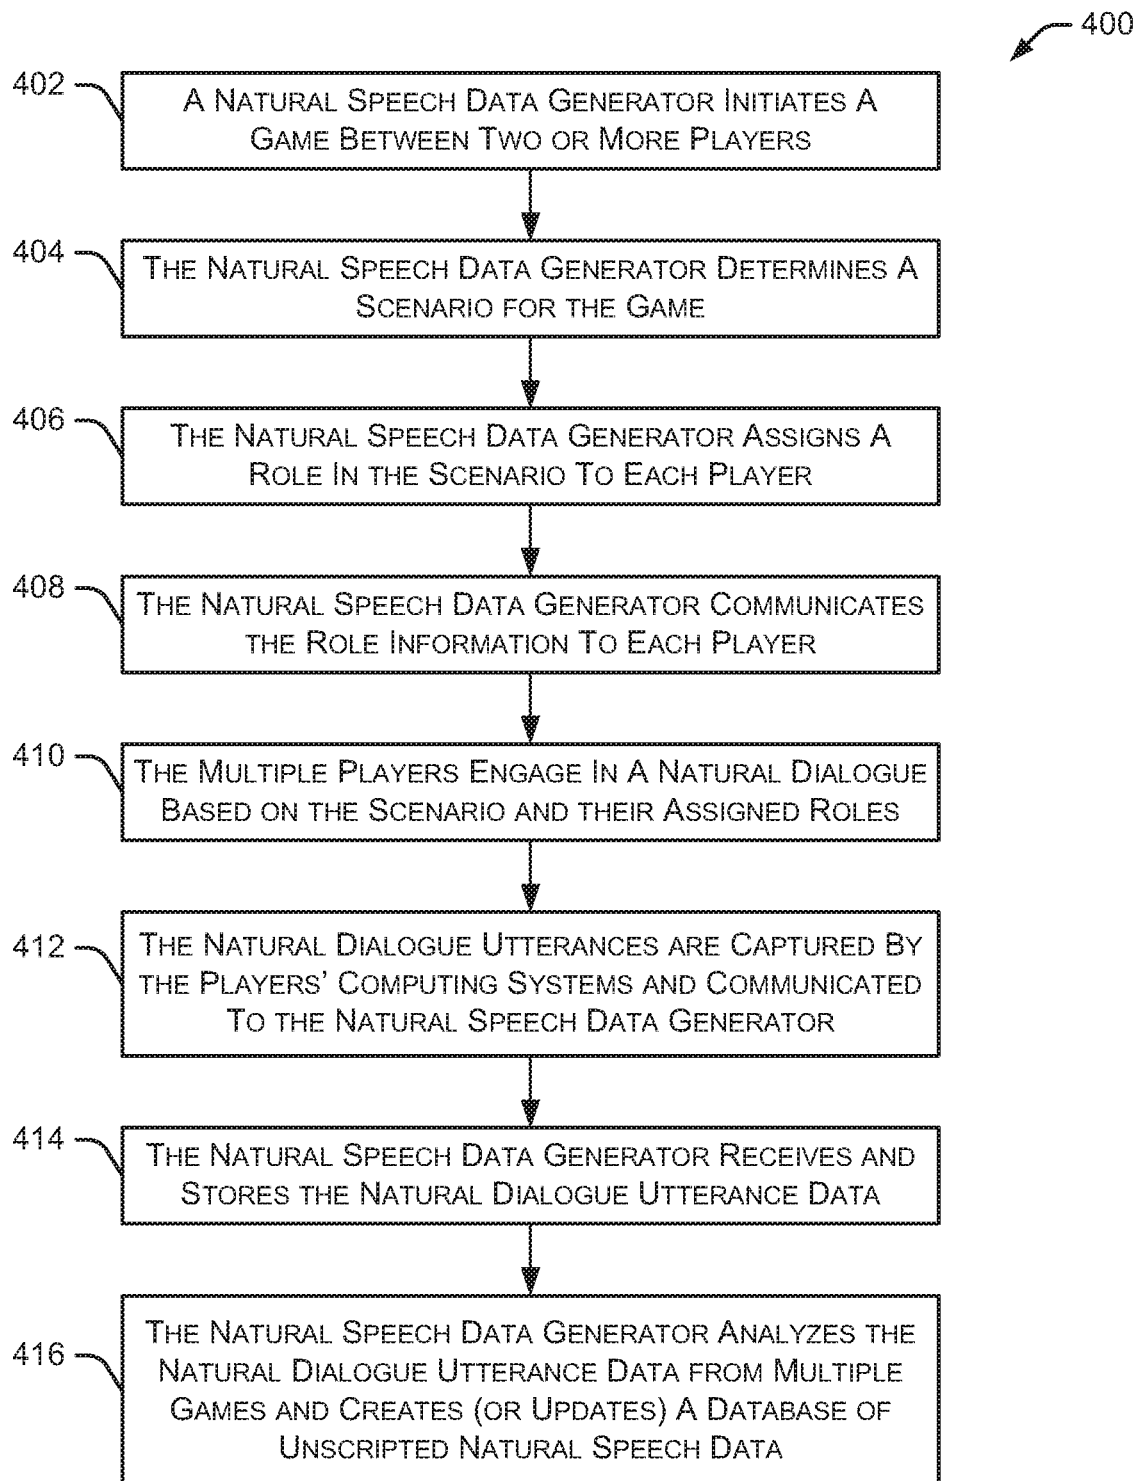 400
402
A NATURAL SPEECH DATA GENERATOR INITIATES A
GAME BETWEEN TWO OR MORE PLAYERS
404
THE NATURAL SPEECH DATA GENERATOR DETERMINES A
SCENARIO FOR THE GAME
406
THE NATURAL SPEECH DATA GENERATOR ASSIGNS A
ROLE IN THE SCENARIO TO EACH PLAYER
408
THE NATURAL SPEECH DATA GENERATOR COMMUNICATES
THE ROLE INFORMATION TO EACH PLAYER
410
THE MULTIPLE PLAYERS ENGAGE IN A NATURAL DIALOGUE
BASED ON THE SCENARIO AND THEIR ASSIGNED ROLES
412
THE NATURAL DIALOGUE UTTERANCES ARE CAPTURED BY
THE PLAYERS' COMPUTING SYSTEMS AND COMMUNICATED
TO THE NATURAL SPEECH DATA GENERATOR
414
THE NATURAL SPEECH DATA GENERATOR RECEIVES AND
STORES THE NATURAL DIALOGUE UTTERANCE DATA
416
THE NATURAL SPEECH DATA GENERATOR ANALYZES THE
NATURAL DIALOGUE UTTERANCE DATA FROM MULTIPLE
GAMES AND CREATES (OR UPDATES) A DATABASE OF
UNSCRIPTED NATURAL SPEECH DATA